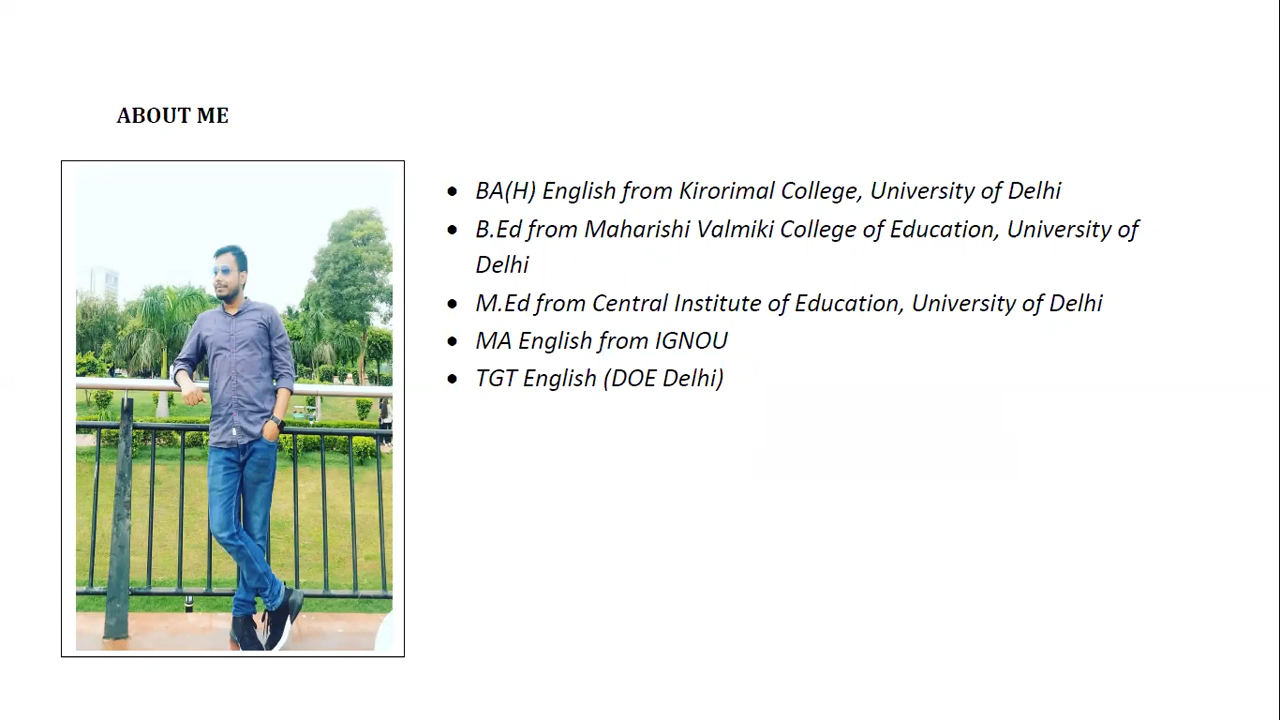 ABOUT ME
• BA(H) English from Kirorimal College, University of Delhi
• B.Ed from Maharishi Valmiki College of Education, University of
Delhi
• M.Ed from Central Institute of Education, University of Delhi
• MA English from IGNOU
• TGT English (DOE Delhi)